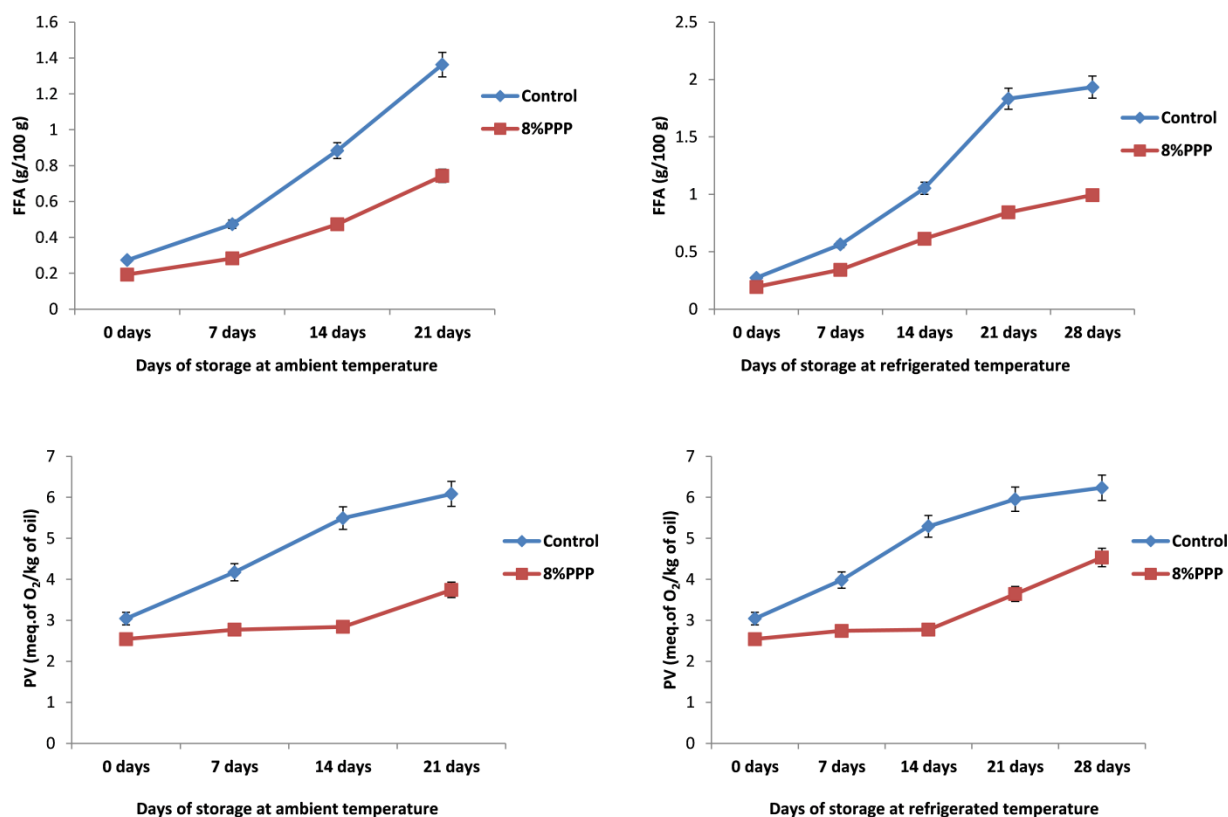 1.6
1.4
1.2
1
0.8
0.6
0.4
0.2
0
FFA (g/100 g)
0 days 7 days 14 days 21 days
Days of storage at ambient temperature
Control
8%PPP
2.5
2
1.5
1
0.5
0
FFA (g/100 g)
0 days 7 days 14 days 21 days 28 days
Days of storage at refrigerated temperature
Control
8%PPP
7
6
5
4
3
2
1
0
PV (meq.of O₂/kg of oil)
0 days 7 days 14 days 21 days
Days of storage at ambient temperature
Control
8%PPP
7
6
5
4
3
2
1
0
PV (meq.of O₂/kg of oil)
0 days 7 days 14 days 21 days 28 days
Days of storage at refrigerated temperature
Control
8%PPP